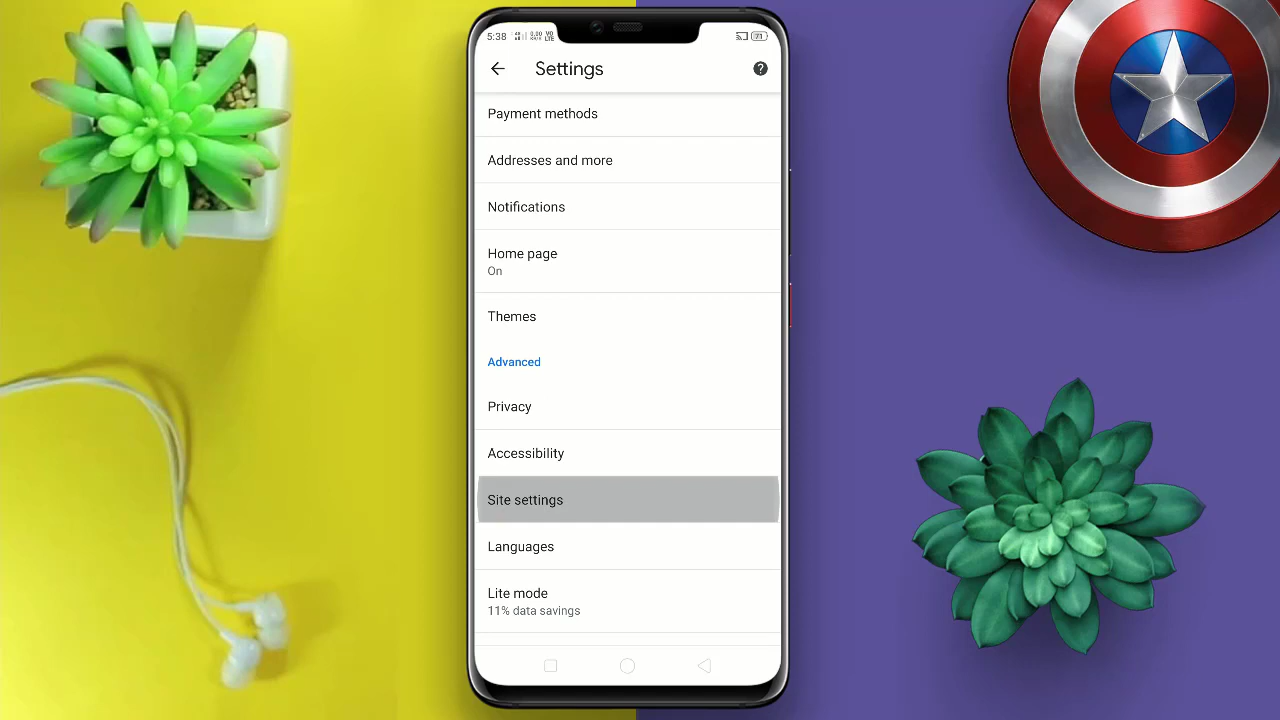 5:38
Settings
Payment methods
Addresses and more
Notifications
Home page
On
Themes
Advanced
Privacy
Accessibility
Site settings
Languages
Lite mode
11% data savings